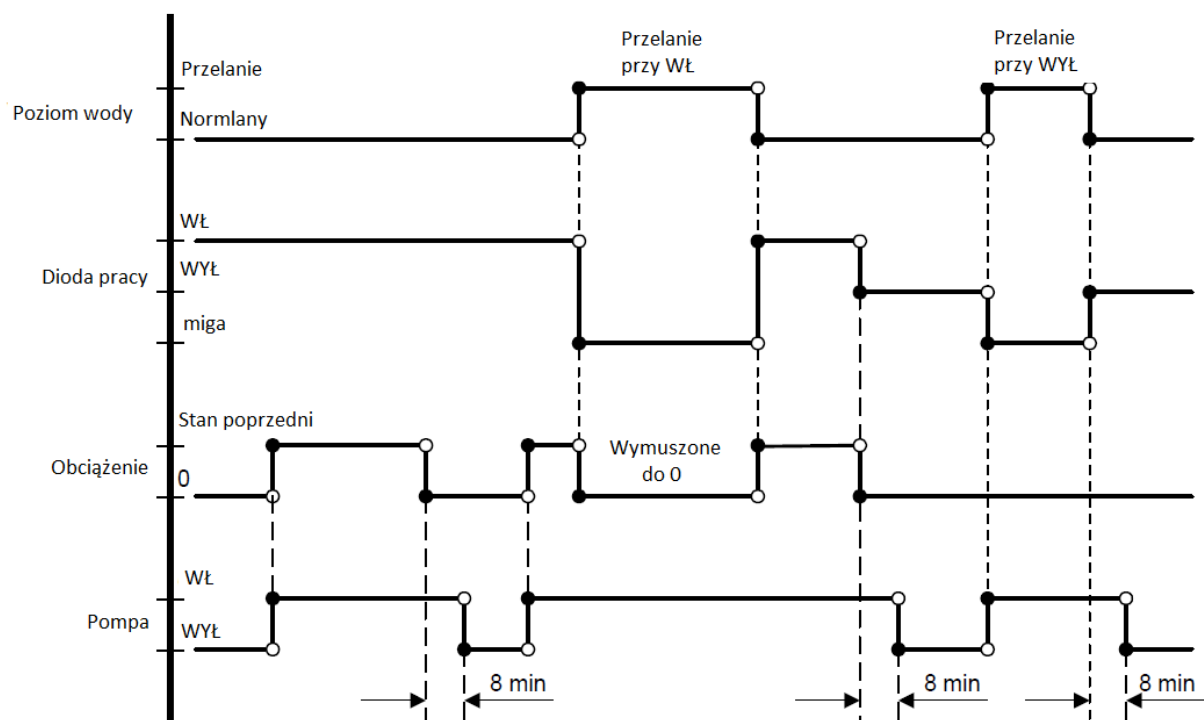 Przelanie
przy WŁ
Przelanie
przy WYŁ
Przelanie
Poziom wody
Normlany
WŁ
WYŁ
Dioda pracy
miga
Stan poprzedni
Obciążenie
0
Wymuszone
do 0
WŁ
Pompa
WYŁ
8 min
8 min
8 min